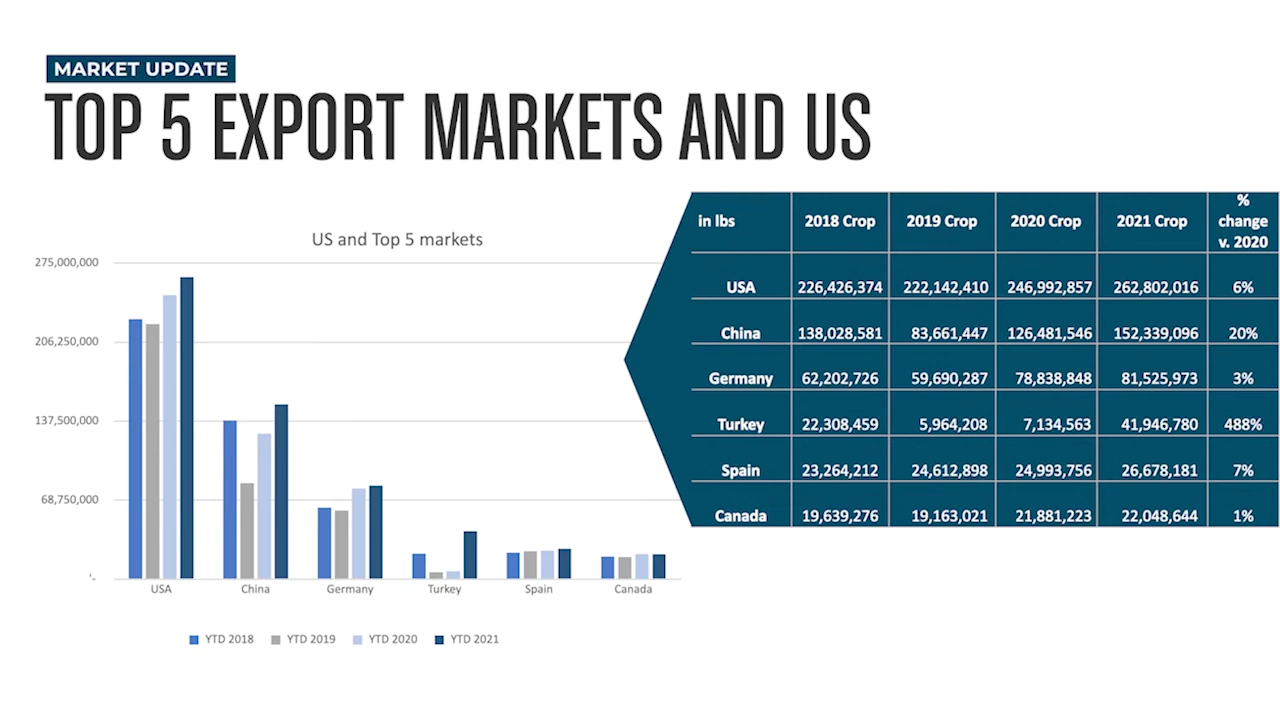 MARKET UPDATE
TOP 5 EXPORT MARKETS AND US
US and Top 5 markets
275,000,000
206,250,000
137,500,000
68,750,000
'-
USA China Germany Turkey Spain Canada
YTD 2018 YTD 2019 YTD 2020 YTD 2021
in lbs 2018 Crop 2019 Crop 2020 Crop 2021 Crop % change v. 2020
USA 226,426,374 222,142,410 246,992,857 262,802,016 6%
China 138,028,581 83,661,447 126,481,546 152,339,096 20%
Germany 62,202,726 59,690,287 78,838,848 81,525,973 3%
Turkey 22,308,459 5,964,208 7,134,563 41,946,780 488%
Spain 23,264,212 24,612,898 24,993,756 26,678,181 7%
Canada 19,639,276 19,163,021 21,881,223 22,048,644 1%